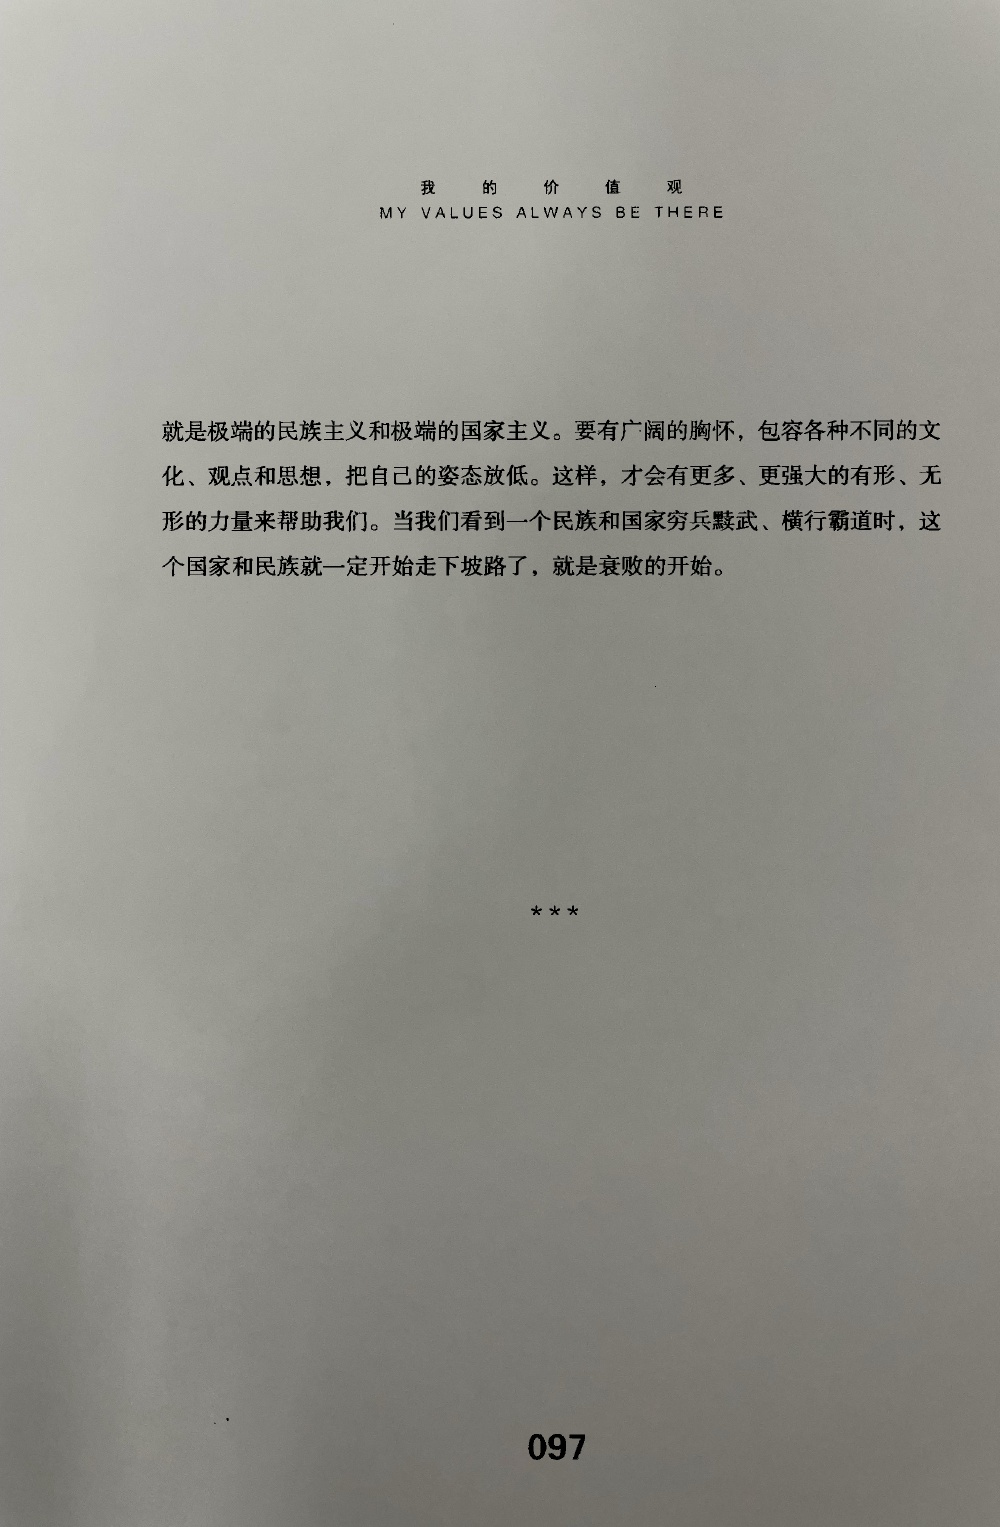 我的价值观
MY VALUES ALWAYS BE THERE
就是极端的民族主义和极端的国家主义。要有广阔的胸怀，包容各种不同的文
化、观点和思想，把自己的姿态放低。这样，才会有更多、更强大的有形、无
形的力量来帮助我们。当我们看到一个民族和国家穷兵黩武、横行霸道时，这
个国家和民族就一定开始走下坡路了，就是衰败的开始。
***
097